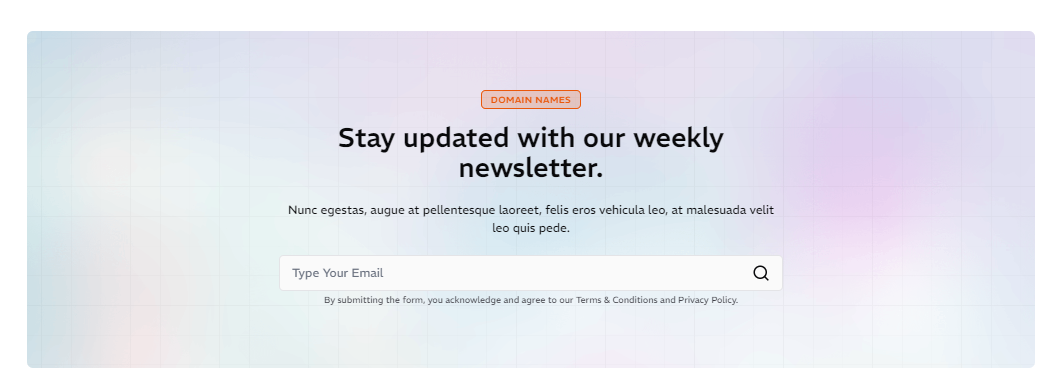 DOMAIN NAMES
Stay updated with our weekly
newsletter.
Nunc egestas, augue at pellentesque laoreet, felis eros vehicula leo, at malesuada velit
leo quis pede.
Type Your Email
By submitting the form, you acknowledge and agree to our Terms & Conditions and Privacy Policy.